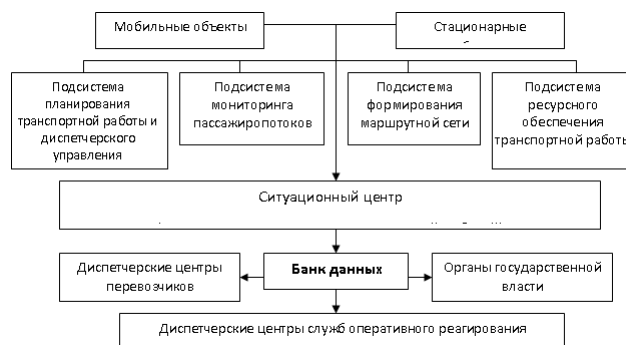 Мобильные объекты
Стационарные
Подсистема
планирования
транспортной работы и
диспетчерского
управления
Подсистема
мониторинга
пассажиропотоков
Подсистема
формирования
маршрутной сети
Подсистема
ресурсного
обеспечения
транспортной работы
Ситуационный центр
Диспетчерские центры
перевозчиков
Банк данных
Органы государственной
власти
Диспетчерские центры служб оперативного реагирования